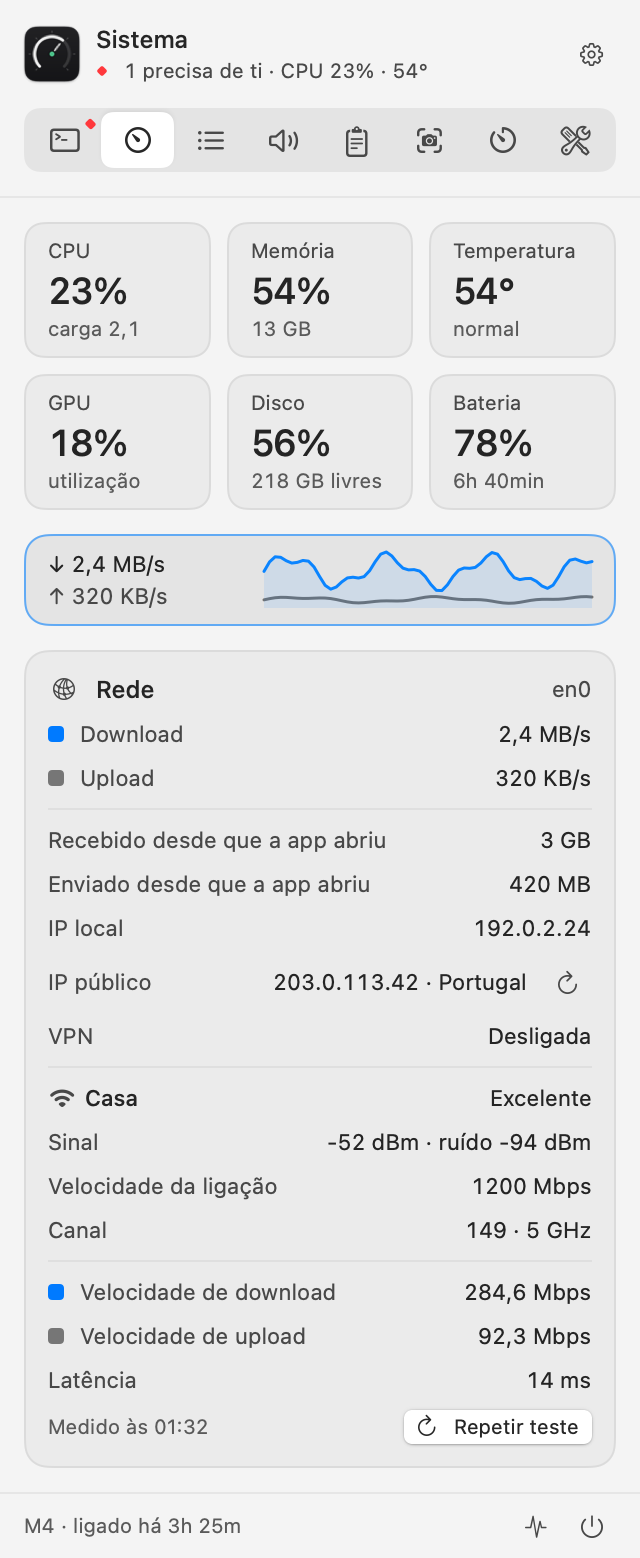 Sistema
1 precisa de ti · CPU 23% · 54°
CPU
23%
carga 2,1
Memória
54%
13 GB
Temperatura
54°
normal
GPU
18%
utilização
Disco
56%
218 GB livres
Bateria
78%
6h 40min
↓ 2,4 MB/s
↑ 320 KB/s
Rede en0
Download 2,4 MB/s
Upload 320 KB/s
Recebido desde que a app abriu 3 GB
Enviado desde que a app abriu 420 MB
IP local 192.0.2.24
IP público 203.0.113.42 · Portugal
VPN Desligada
Casa Excelente
Sinal -52 dBm · ruído -94 dBm
Velocidade da ligação 1200 Mbps
Canal 149 · 5 GHz
Velocidade de download 284,6 Mbps
Velocidade de upload 92,3 Mbps
Latência 14 ms
Medido às 01:32 Repetir teste
M4 · ligado há 3h 25m